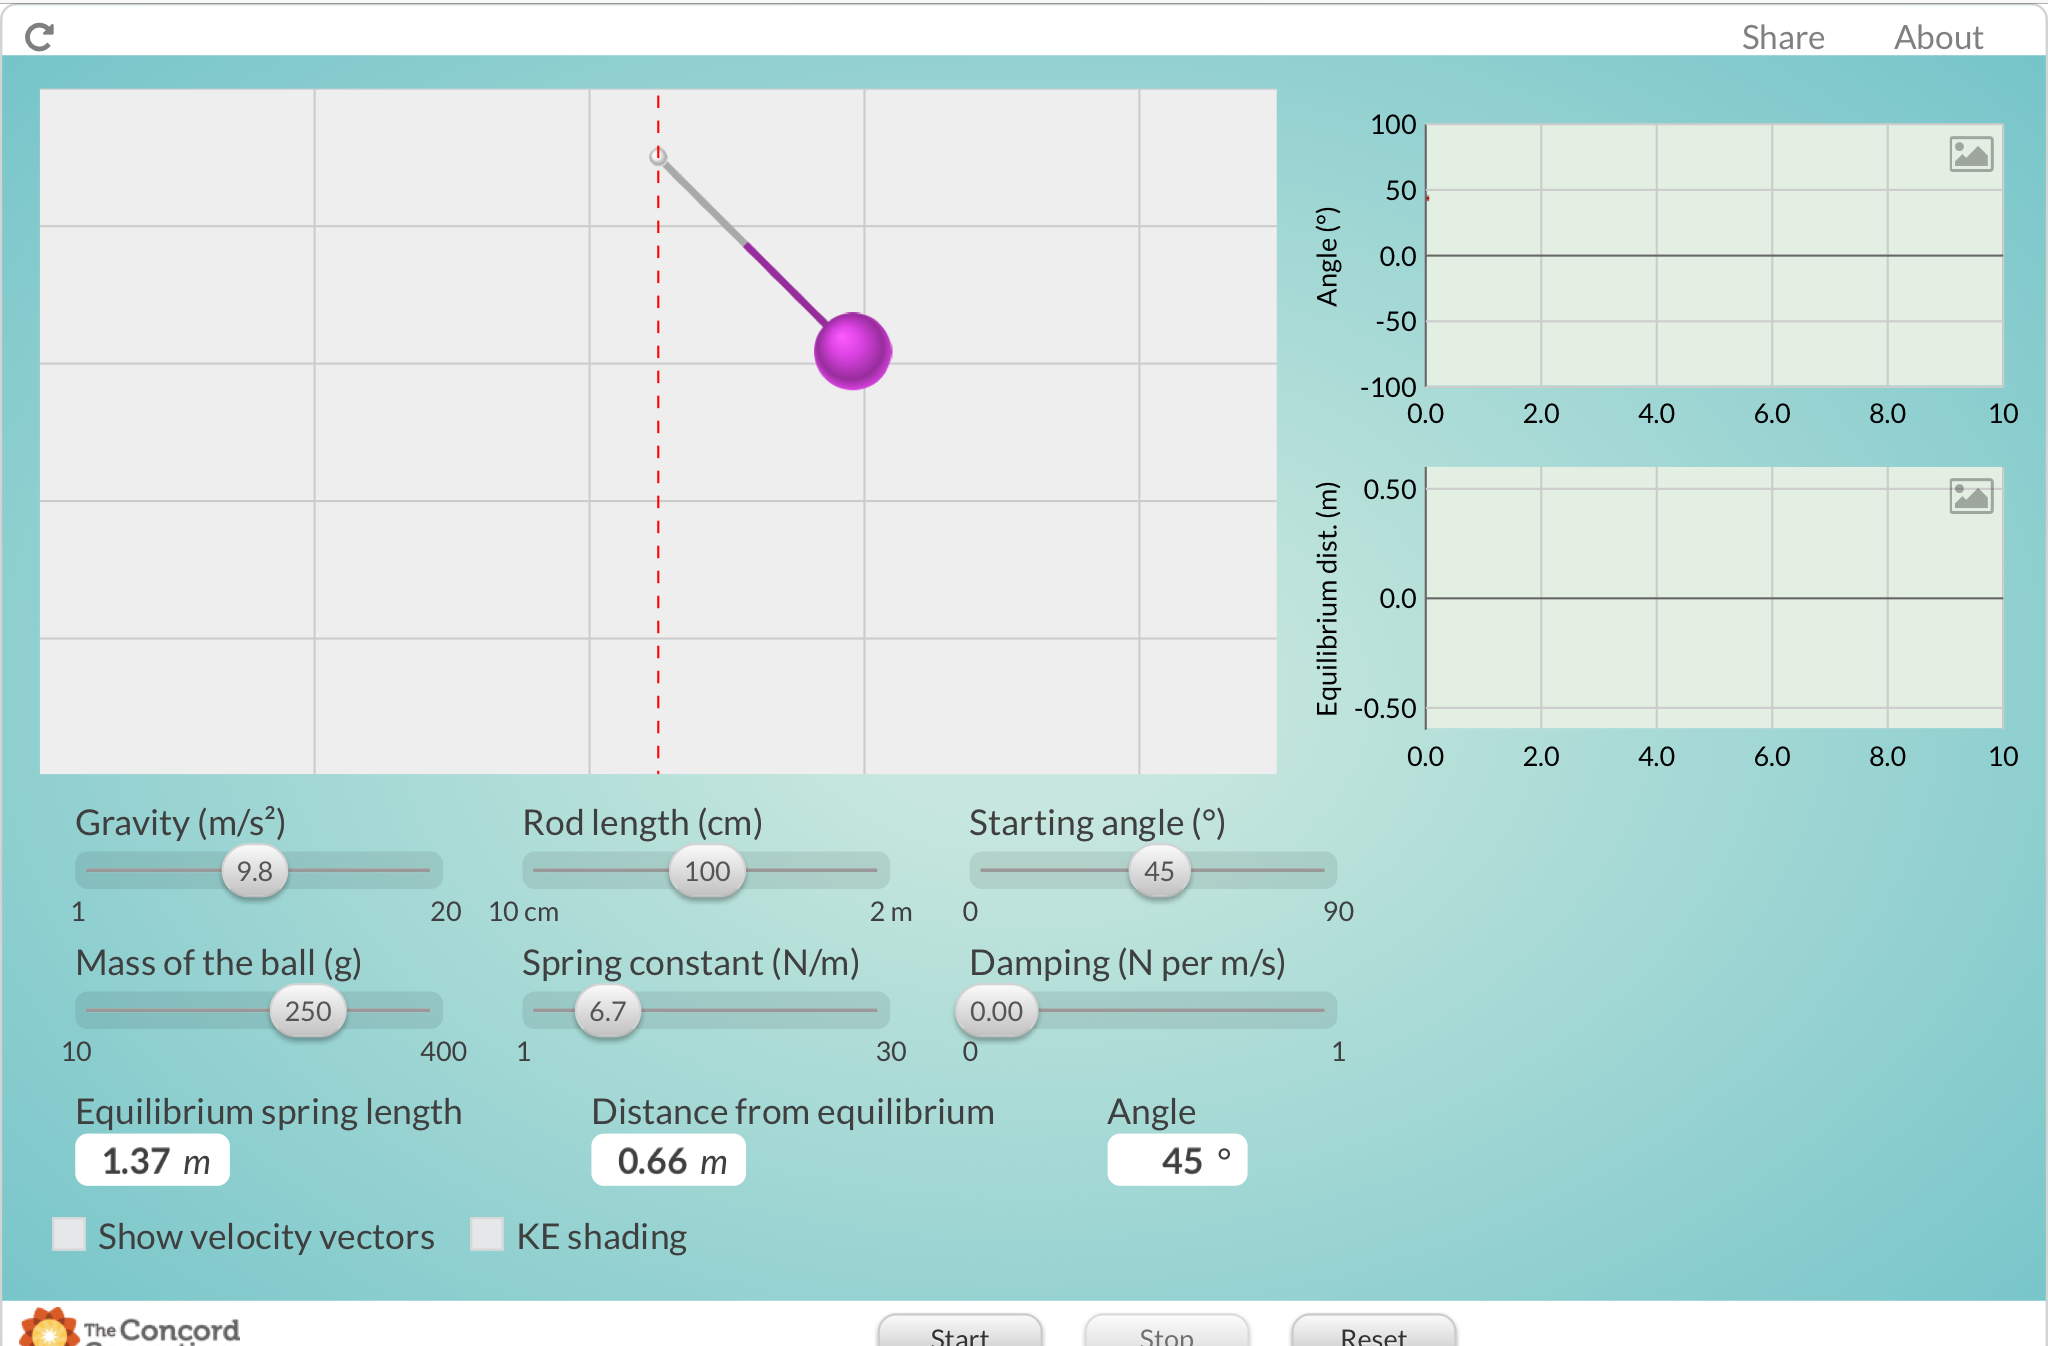 Share About
100
50
0.0
-50
-100
Angle (°)
0.0 2.0 4.0 6.0 8.0 10
0.50
0.0
-0.50
Equilibrium dist. (m)
0.0 2.0 4.0 6.0 8.0 10
Gravity (m/s²) Rod length (cm) Starting angle (°)
9.8 100 45
1 20 10 cm 2 m 0 90
Mass of the ball (g) Spring constant (N/m) Damping (N per m/s)
250 6.7 0.00
10 400 1 30 0 1
Equilibrium spring length Distance from equilibrium Angle
1.37 m 0.66 m 45 °
Show velocity vectors KE shading
The Concord
Start Stop Reset